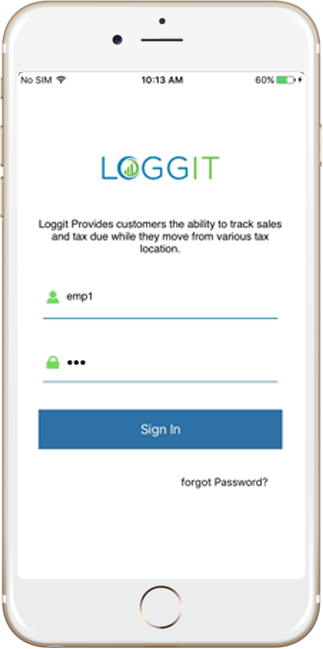 No SIM 10:13 AM 60%
LOGGIT
Loggit Provides customers the ability to track sales
and tax due while they move from various tax
location.
emp1
•••
Sign In
forgot Password?